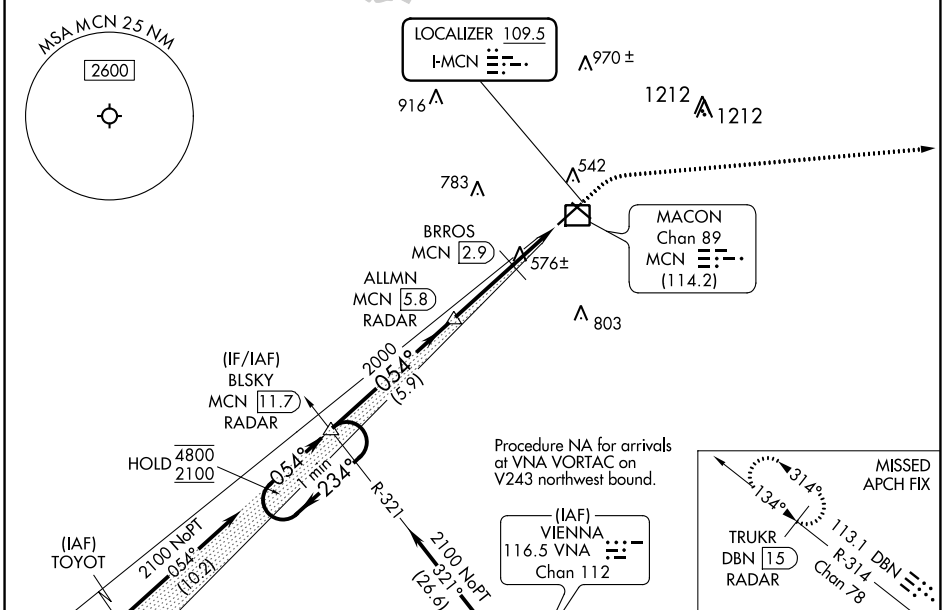 MSA MCN 25 NM
2600
LOCALIZER 109.5
I-MCN
970 ±
916
1212
1212
542
783
MACON
Chan 89
MCN
(114.2)
BRROS
MCN 2.9
576±
ALLMN
MCN 5.8
RADAR
803
2000
054°
(5.9)
(IF/IAF)
BLSKY
MCN 11.7
RADAR
HOLD 4800
2100
054°
1 min
234°
R-321
Procedure NA for arrivals
at VNA VORTAC on
V243 northwest bound.
MISSED
APCH FIX
314°
134°
TRUKR
DBN 15
RADAR
113.1 DBN
R-314
Chan 78
(IAF)
VIENNA
116.5 VNA
Chan 112
2100 NoPT
321°
(26.6)
(IAF)
TOYOT
2100 NoPT
054°
(10.2)